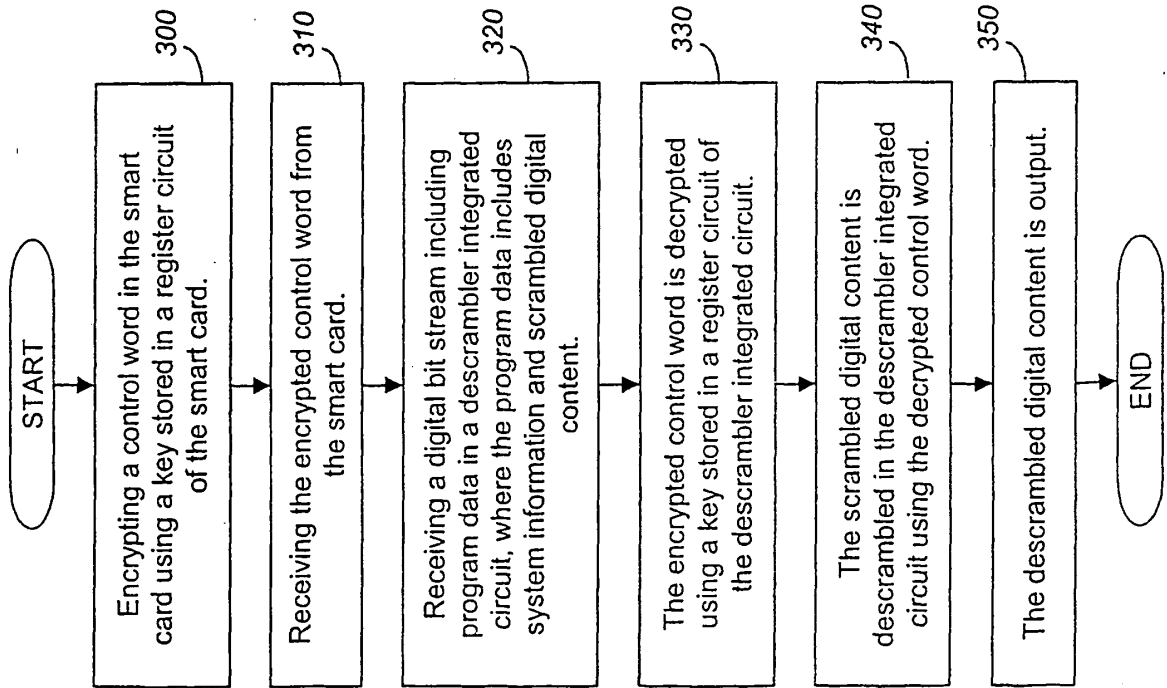 START
300
Encrypting a control word in the smart
card using a key stored in a register circuit
of the smart card.
310
Receiving the encrypted control word from
the smart card.
320
Receiving a digital bit stream including
program data in a descrambler integrated
circuit, where the program data includes
system information and scrambled digital
content.
330
The encrypted control word is decrypted
using a key stored in a register circuit of
the descrambler integrated circuit.
340
The scrambled digital content is
descrambled in the descrambler integrated
circuit using the decrypted control word.
350
The descrambled digital content is output.
END